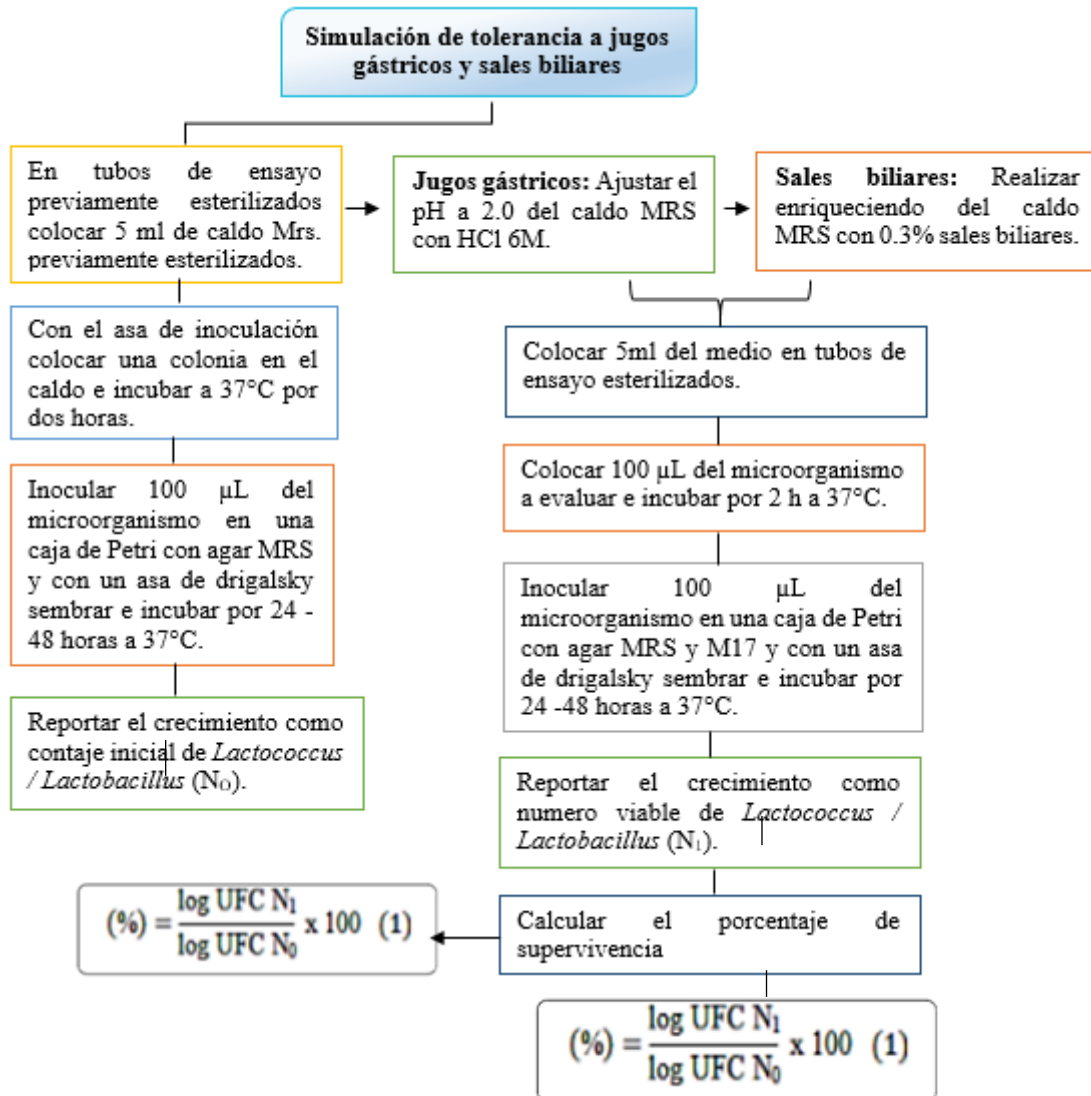 Simulación de tolerancia a jugos
gástricos y sales biliares
En tubos de ensayo
previamente esterilizados
colocar 5 ml de caldo Mrs.
previamente esterilizados.
Jugos gástricos: Ajustar el
pH a 2.0 del caldo MRS
con HCl 6M.
Sales biliares: Realizar
enriqueciendo del caldo
MRS con 0.3% sales biliares.
Con el asa de inoculación
colocar una colonia en el
caldo e incubar a 37°C por
dos horas.
Inocular 100 µL del
microorganismo en una
caja de Petri con agar MRS
y con un asa de drigalsky
sembrar e incubar por 24 -
48 horas a 37°C.
Reportar el crecimiento como
contaje inicial de Lactococcus
/ Lactobacillus (N₀).
Colocar 5ml del medio en tubos de
ensayo esterilizados.
Colocar 100 µL del microorganismo
a evaluar e incubar por 2 h a 37°C.
Inocular 100 µL del
microorganismo en una caja de Petri
con agar MRS y M17 y con un asa
de drigalsky sembrar e incubar por
24 -48 horas a 37°C.
Reportar el crecimiento como
numero viable de Lactococcus /
Lactobacillus (N₁).
Calcular el porcentaje de
supervivencia
(%) = log UFC N₁ / log UFC N₀ x 100 (1)
(%) = log UFC N₁ / log UFC N₀ x 100 (1)